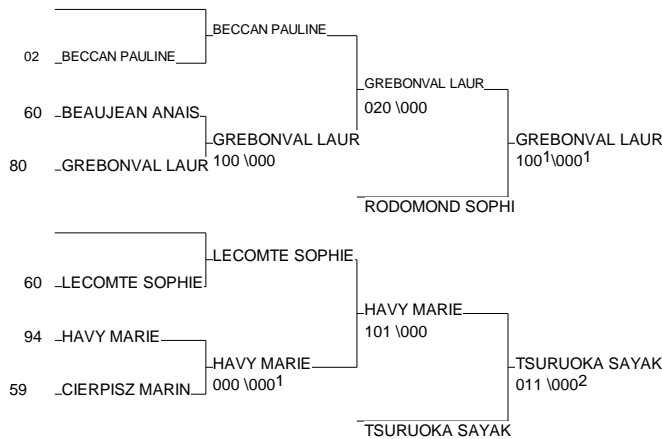 BECCAN PAULINE
02 BECCAN PAULINE
GREBONVAL LAUR
020 \000
60 BEAUJEAN ANAIS
GREBONVAL LAUR
100 \000
GREBONVAL LAUR
100¹\000¹
80 GREBONVAL LAUR
RODOMOND SOPHI
LECOMTE SOPHIE
60 LECOMTE SOPHIE
HAVY MARIE
101 \000
94 HAVY MARIE
HAVY MARIE
000 \000¹
TSURUOKA SAYAK
011 \000²
59 CIERPISZ MARIN
TSURUOKA SAYAK